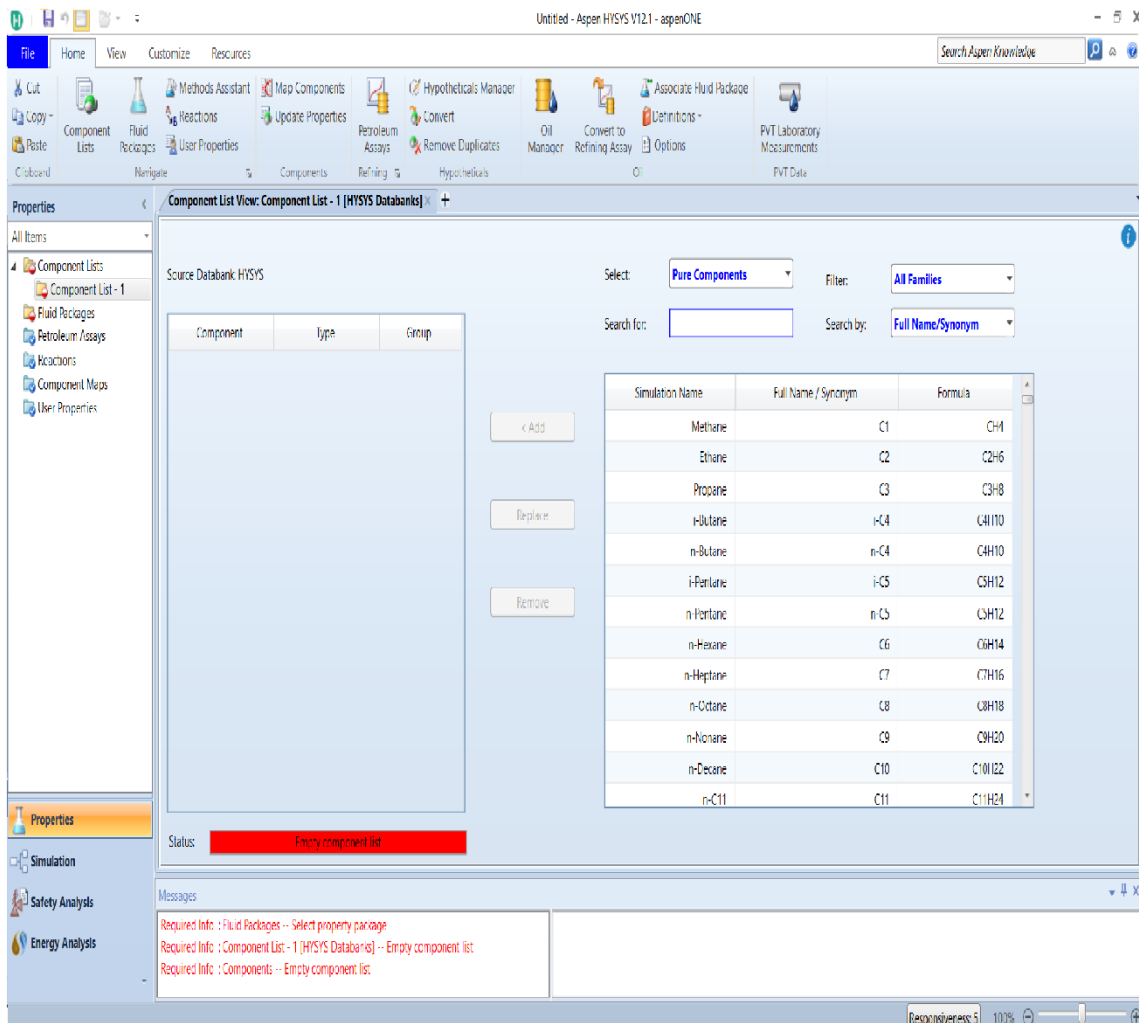 Untitled - Aspen HYSYS V12.1 - aspenONE
File Home View Customize Resources
Search Aspen Knowledge
Cut
Copy
Paste
Clipboard
Component Lists
Fluid Packages
Methods Assistant
Reactions
User Properties
Navigate
Map Components
Update Properties
Components
Petroleum Assays
Refining
Hypotheticals Manager
Convert
Remove Duplicates
Hypotheticals
Oil Manager
Convert to Refining Assay
Associate Fluid Package
Definitions
Options
Oil
PVT Laboratory Measurements
PVT Data
Properties
All Items
Component Lists
Component List - 1
Fluid Packages
Petroleum Assays
Reactions
Component Maps
User Properties
Properties
Simulation
Safety Analysis
Energy Analysis
Component List View: Component List - 1 [HYSYS Databanks]
Source Databank: HYSYS
Component Type Group
Status: Empty component list
< Add
Replace
Remove
Select: Pure Components Filter: All Families
Search for: Search by: Full Name/Synonym
Simulation Name Full Name / Synonym Formula
Methane C1 CH4
Ethane C2 C2H6
Propane C3 C3H8
i-Butane i-C4 C4H10
n-Butane n-C4 C4H10
i-Pentane i-C5 C5H12
n-Pentane n-C5 C5H12
n-Hexane C6 C6H14
n-Heptane C7 C7H16
n-Octane C8 C8H18
n-Nonane C9 C9H20
n-Decane C10 C10H22
n-C11 C11 C11H24
Messages
Required Info : Fluid Packages -- Select property package
Required Info : Component List - 1 [HYSYS Databanks] -- Empty component list
Required Info : Components -- Empty component list
Responsiveness: 5 100%